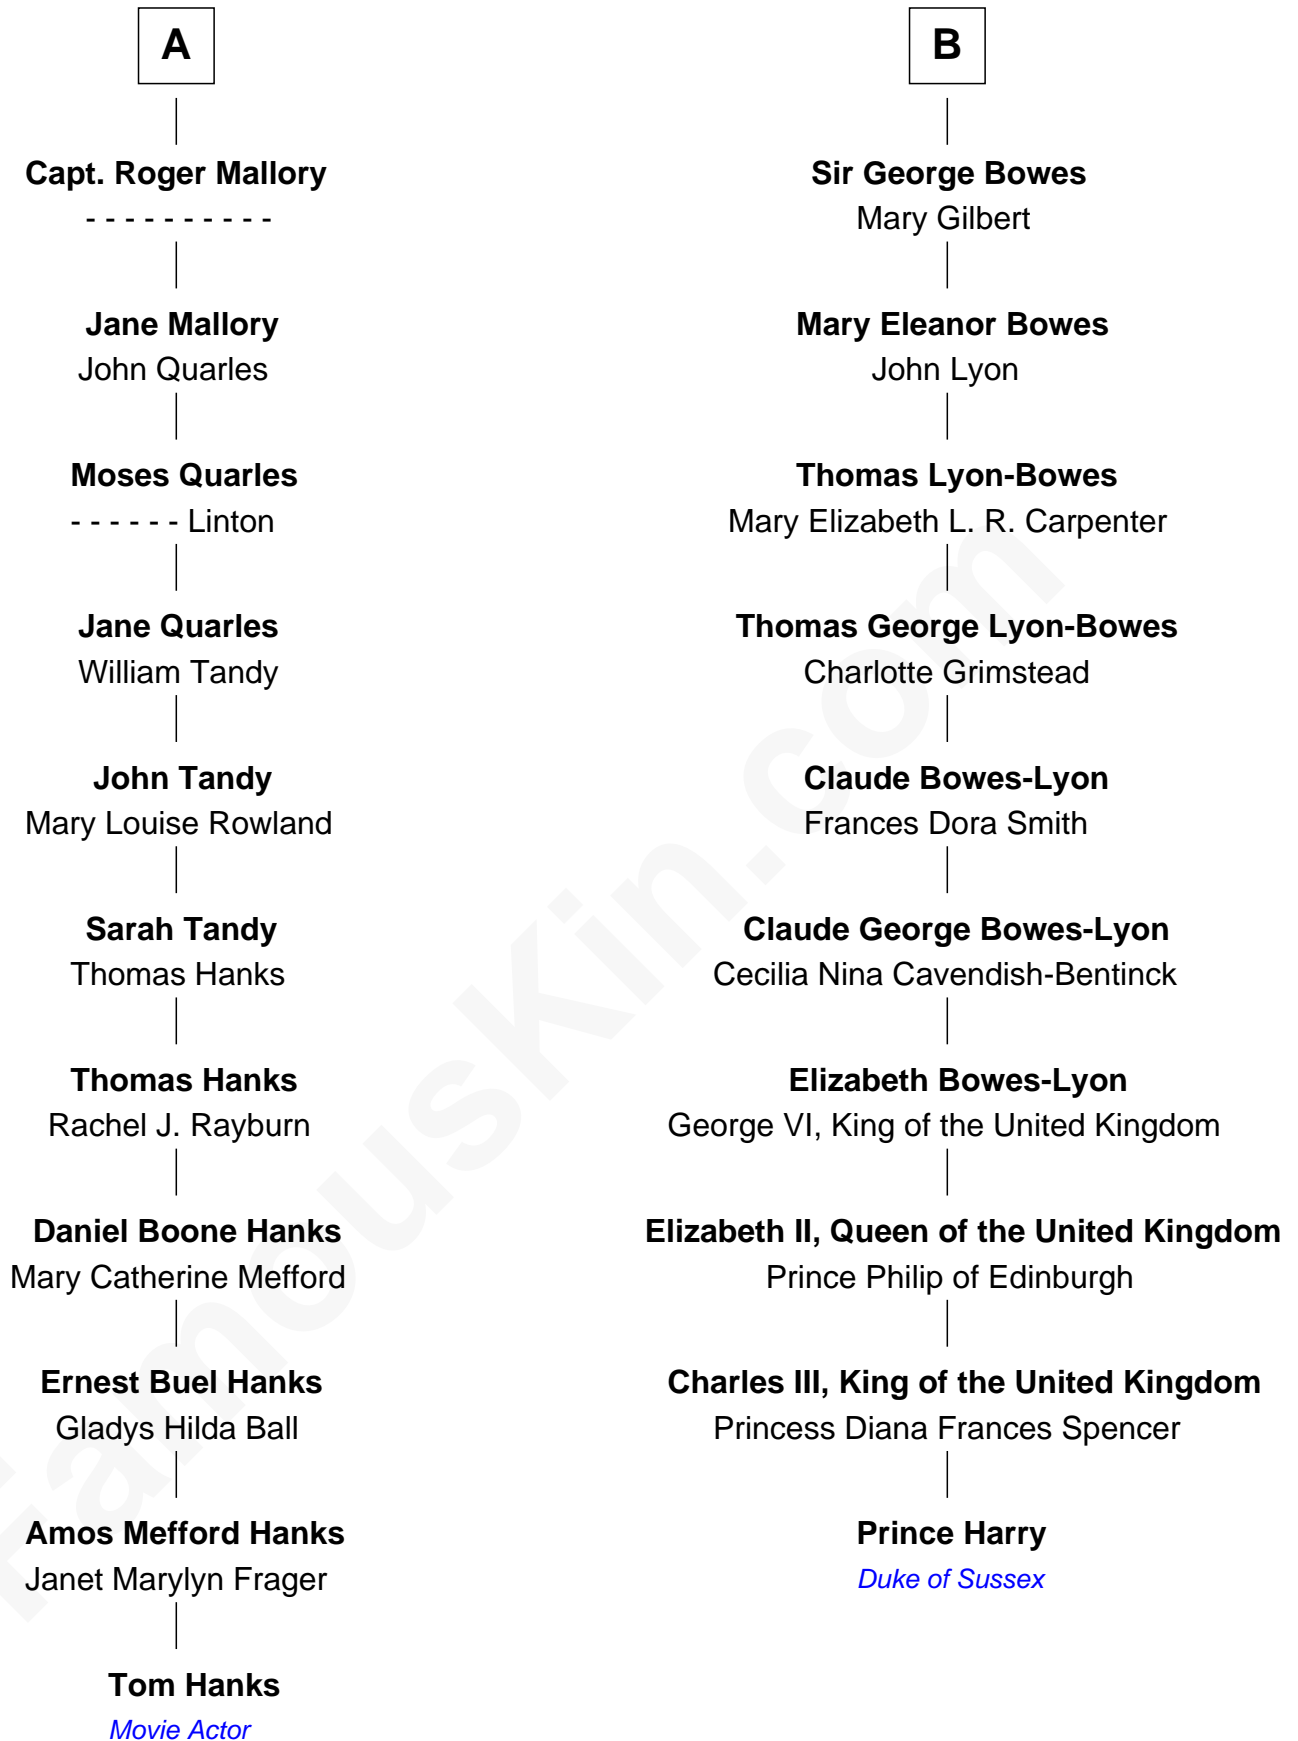 A
Capt. Roger Mallory
- - - - - - - - - -
Jane Mallory
John Quarles
Moses Quarles
- - - - - - Linton
Jane Quarles
William Tandy
John Tandy
Mary Louise Rowland
Sarah Tandy
Thomas Hanks
Thomas Hanks
Rachel J. Rayburn
Daniel Boone Hanks
Mary Catherine Mefford
Ernest Buel Hanks
Gladys Hilda Ball
Amos Mefford Hanks
Janet Marylyn Frager
Tom Hanks
Movie Actor
B
Sir George Bowes
Mary Gilbert
Mary Eleanor Bowes
John Lyon
Thomas Lyon-Bowes
Mary Elizabeth L. R. Carpenter
Thomas George Lyon-Bowes
Charlotte Grimstead
Claude Bowes-Lyon
Frances Dora Smith
Claude George Bowes-Lyon
Cecilia Nina Cavendish-Bentinck
Elizabeth Bowes-Lyon
George VI, King of the United Kingdom
Elizabeth II, Queen of the United Kingdom
Prince Philip of Edinburgh
Charles III, King of the United Kingdom
Princess Diana Frances Spencer
Prince Harry
Duke of Sussex
FamousKin.com